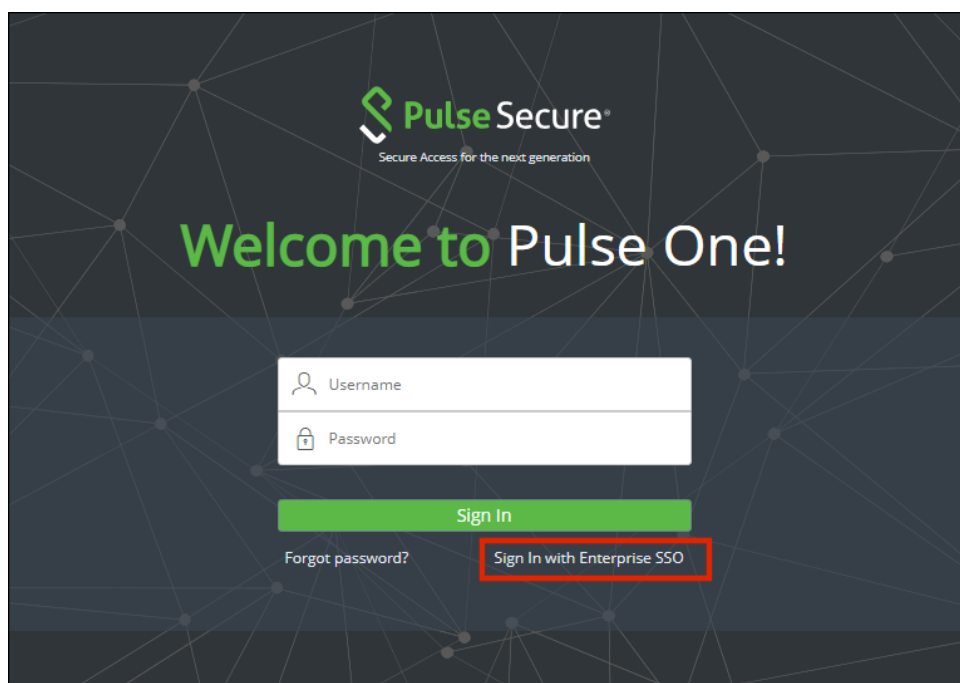 Pulse Secure®
Secure Access for the next generation
Welcome to Pulse One!
Username
Password
Sign In
Forgot password? Sign In with Enterprise SSO